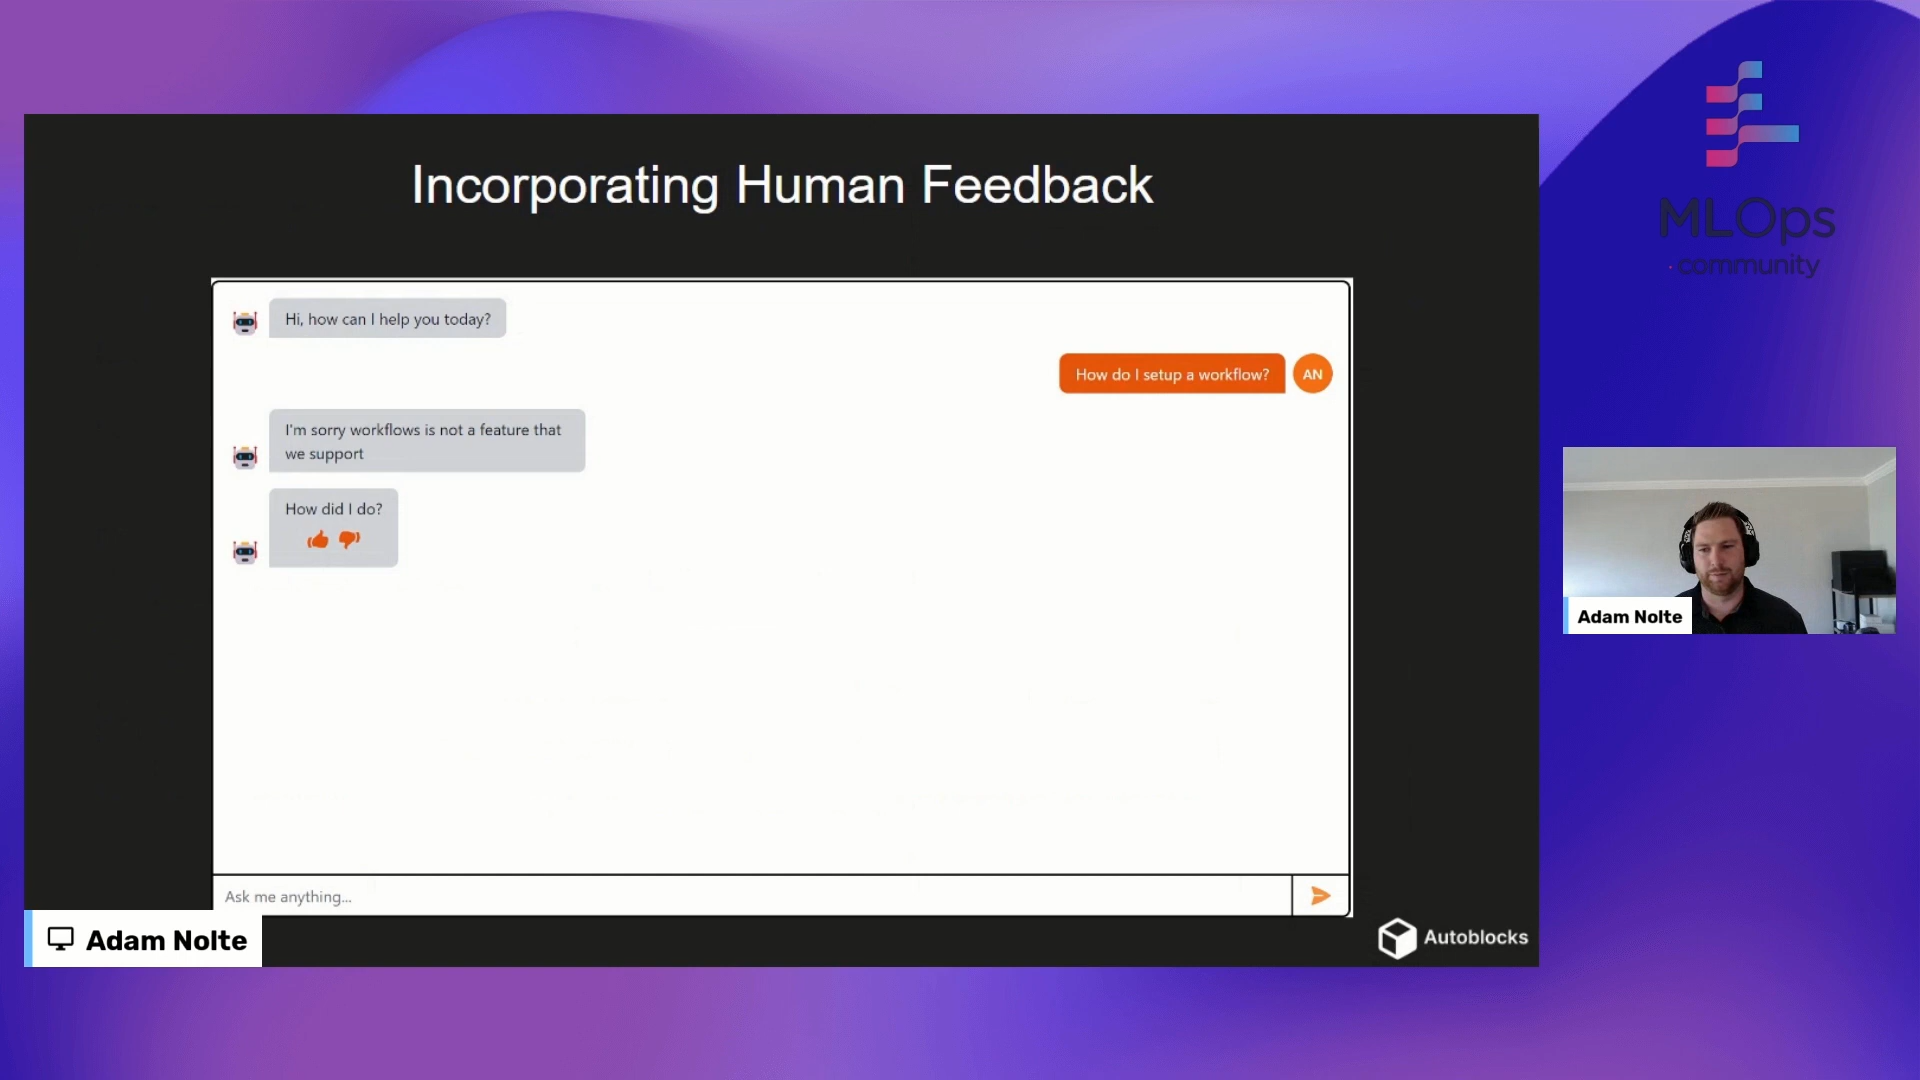 Incorporating Human Feedback
Hi, how can I help you today?
How do I setup a workflow?
AN
I'm sorry workflows is not a feature that
we support
How did I do?
Ask me anything...
Adam Nolte
Autoblocks
MLOps
community
Adam Nolte